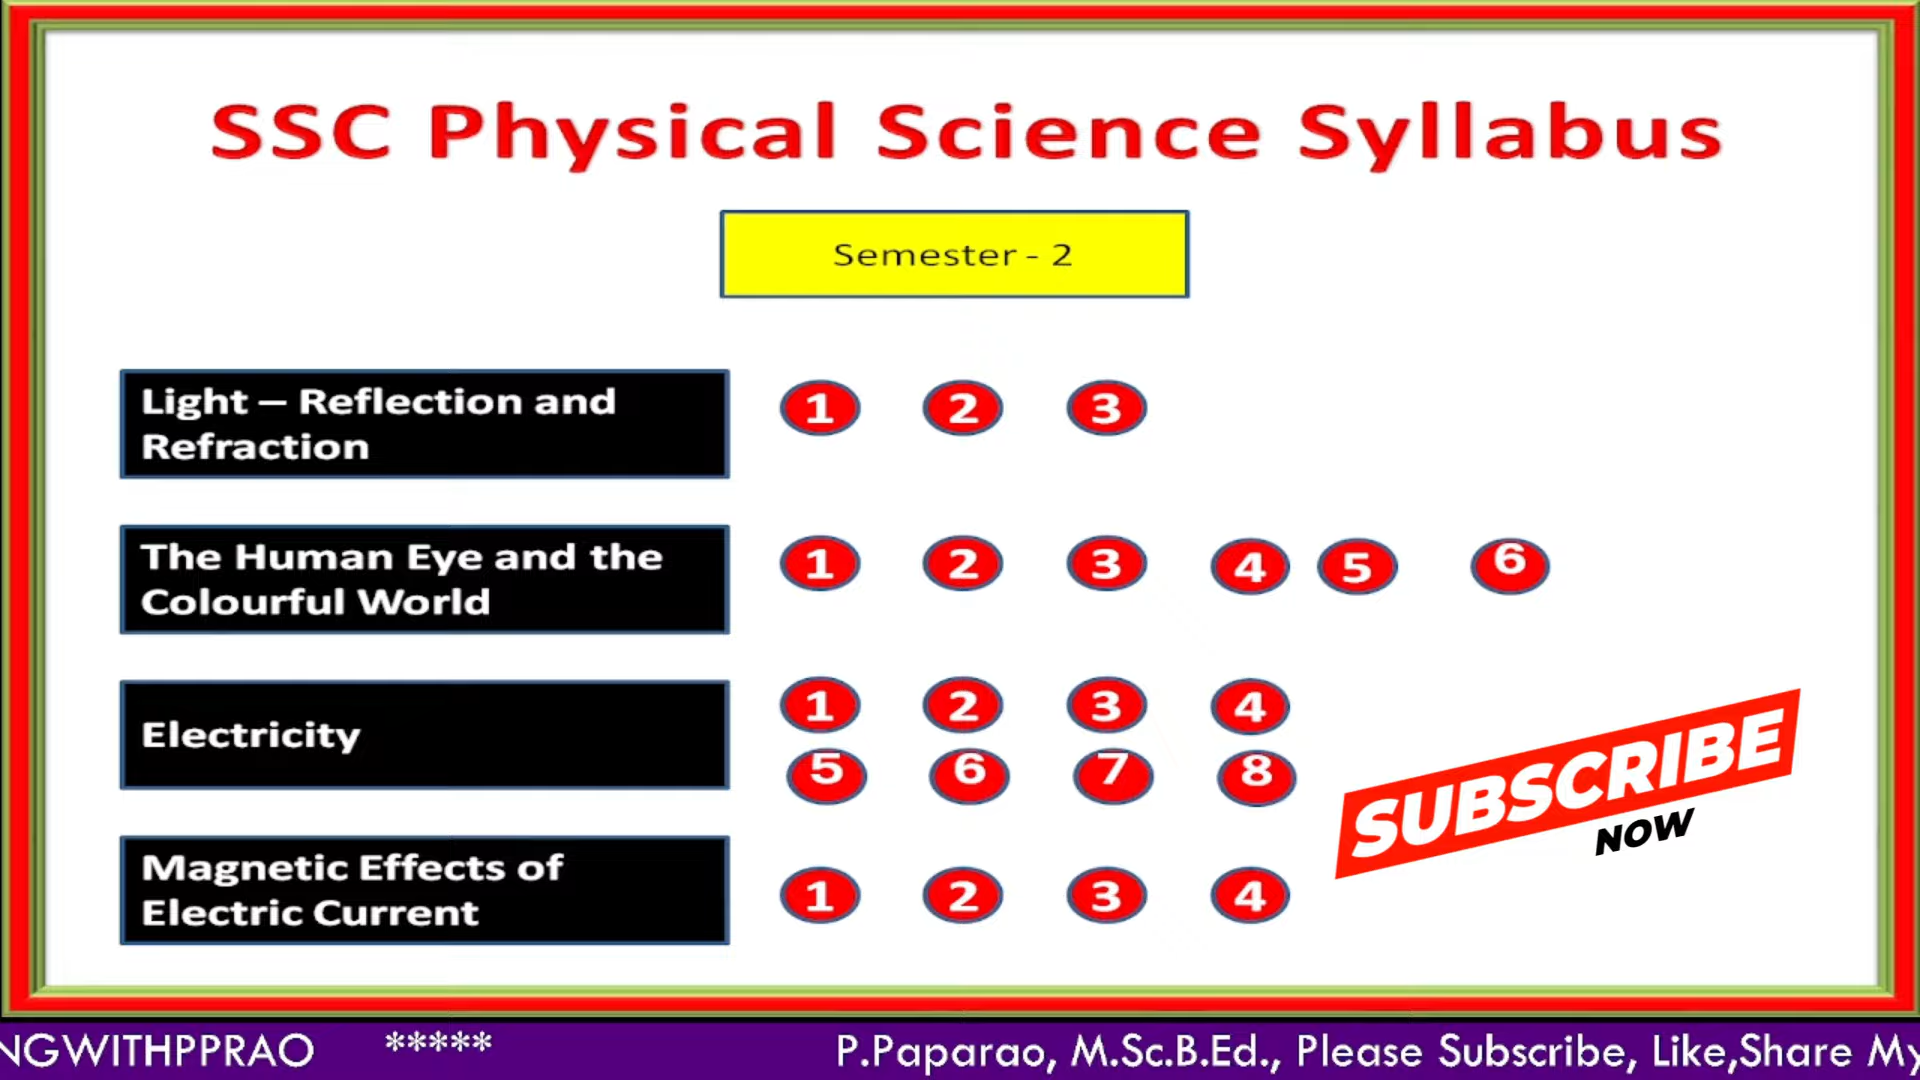 SSC Physical Science Syllabus
Semester - 2
Light – Reflection and
Refraction
1 2 3
The Human Eye and the
Colourful World
1 2 3 4 5 6
Electricity
1 2 3 4
5 6 7 8
Magnetic Effects of
Electric Current
1 2 3 4
SUBSCRIBE
NOW
NGWITHPPRAO ***** P.Paparao, M.Sc.B.Ed., Please Subscribe, Like,Share My